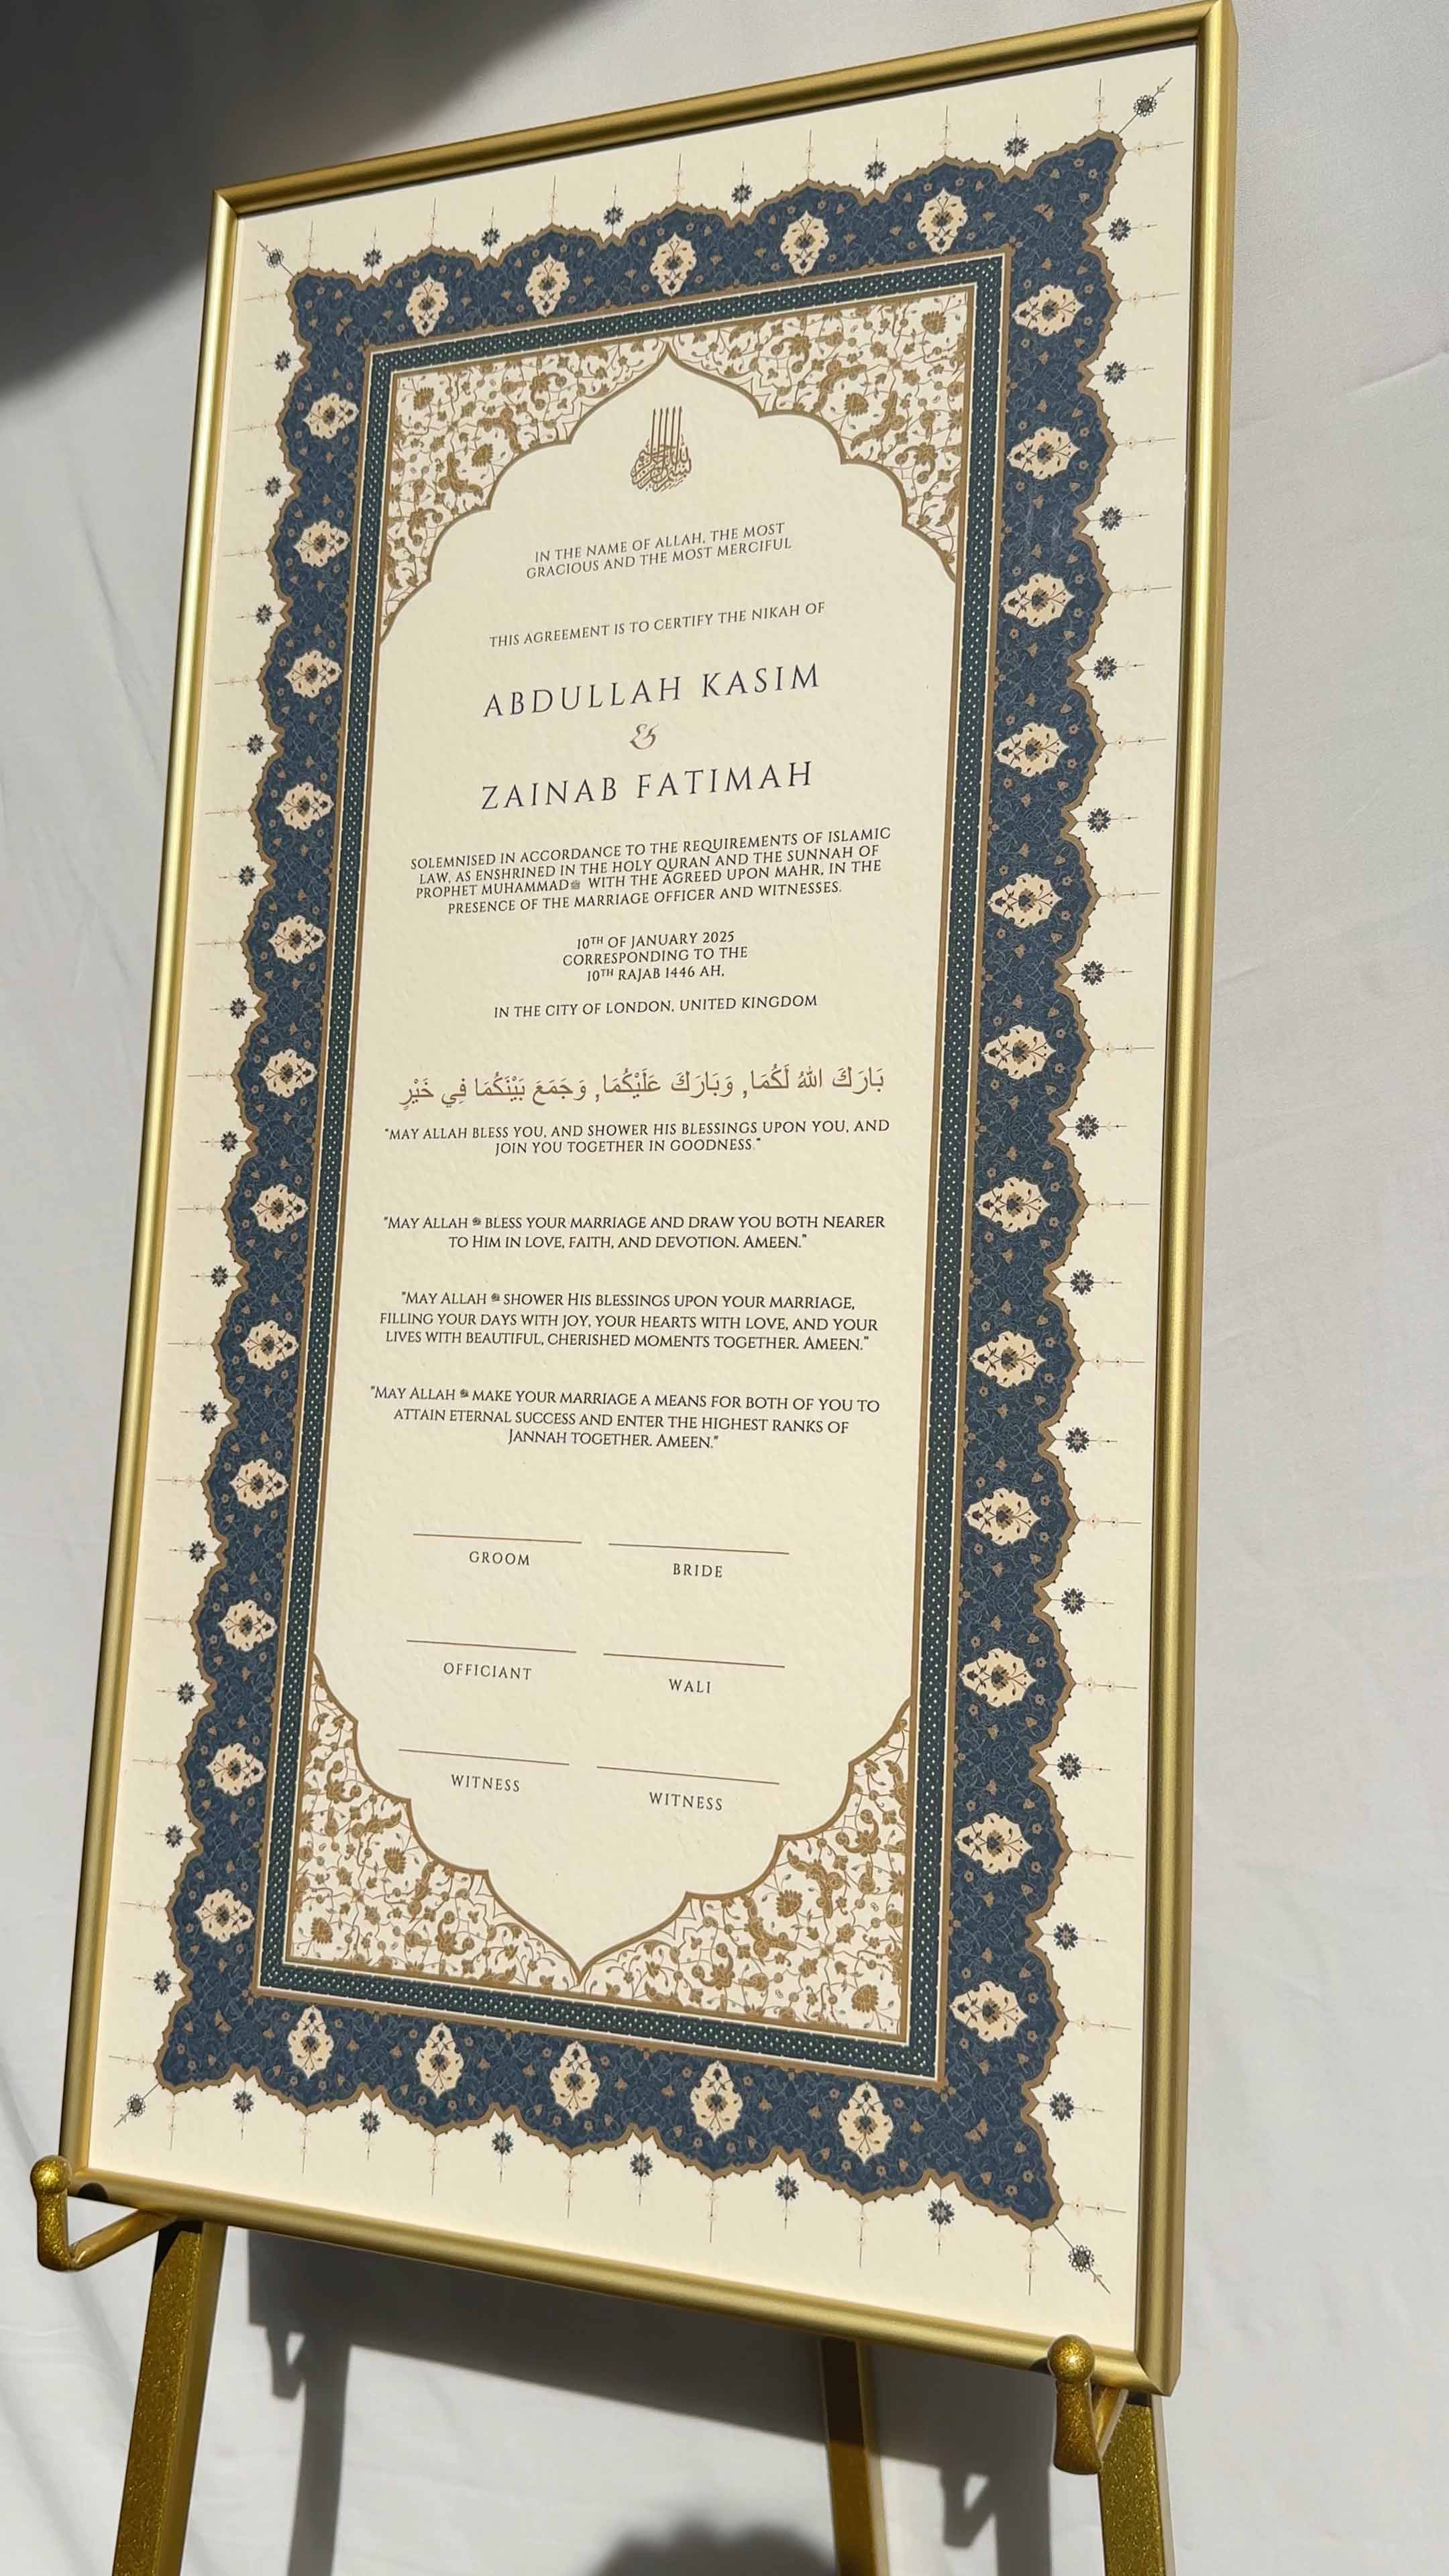 بسم الله الرحمن الرحيم
IN THE NAME OF ALLAH, THE MOST
GRACIOUS AND THE MOST MERCIFUL
THIS AGREEMENT IS TO CERTIFY THE NIKAH OF
ABDULLAH KASIM
&
ZAINAB FATIMAH
SOLEMNISED IN ACCORDANCE TO THE REQUIREMENTS OF ISLAMIC
LAW, AS ENSHRINED IN THE HOLY QURAN AND THE SUNNAH OF
PROPHET MUHAMMADﷺ WITH THE AGREED UPON MAHR, IN THE
PRESENCE OF THE MARRIAGE OFFICER AND WITNESSES.
10TH OF JANUARY 2025
CORRESPONDING TO THE
10TH RAJAB 1446 AH,
IN THE CITY OF LONDON, UNITED KINGDOM
بَارَكَ اللهُ لَكُمَا, وَبَارَكَ عَلَيْكُمَا, وَجَمَعَ بَيْنَكُمَا فِي خَيْرٍ
"MAY ALLAH BLESS YOU, AND SHOWER HIS BLESSINGS UPON YOU, AND
JOIN YOU TOGETHER IN GOODNESS."
"MAY ALLAH BLESS YOUR MARRIAGE AND DRAW YOU BOTH NEARER
TO HIM IN LOVE, FAITH, AND DEVOTION. AMEEN."
"MAY ALLAH SHOWER HIS BLESSINGS UPON YOUR MARRIAGE,
FILLING YOUR DAYS WITH JOY, YOUR HEARTS WITH LOVE, AND YOUR
LIVES WITH BEAUTIFUL, CHERISHED MOMENTS TOGETHER. AMEEN."
"MAY ALLAH MAKE YOUR MARRIAGE A MEANS FOR BOTH OF YOU TO
ATTAIN ETERNAL SUCCESS AND ENTER THE HIGHEST RANKS OF
JANNAH TOGETHER. AMEEN."
GROOM BRIDE
OFFICIANT WALI
WITNESS WITNESS